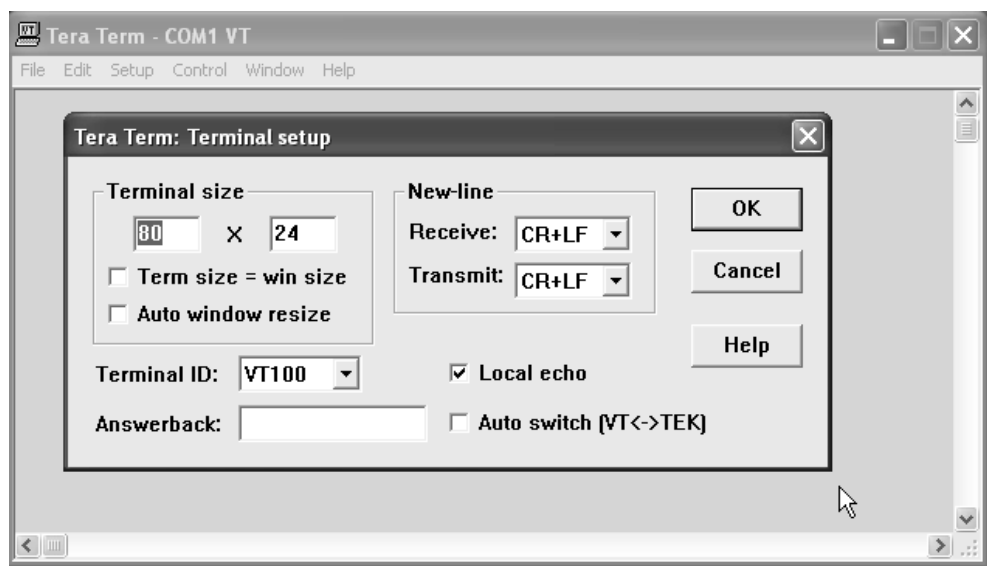 Tera Term - COM1 VT
File Edit Setup Control Window Help
Tera Term: Terminal setup
Terminal size
80 X 24
Term size = win size
Auto window resize
New-line
Receive: CR+LF
Transmit: CR+LF
OK
Cancel
Help
Terminal ID: VT100
Local echo
Answerback:
Auto switch (VT<->TEK)